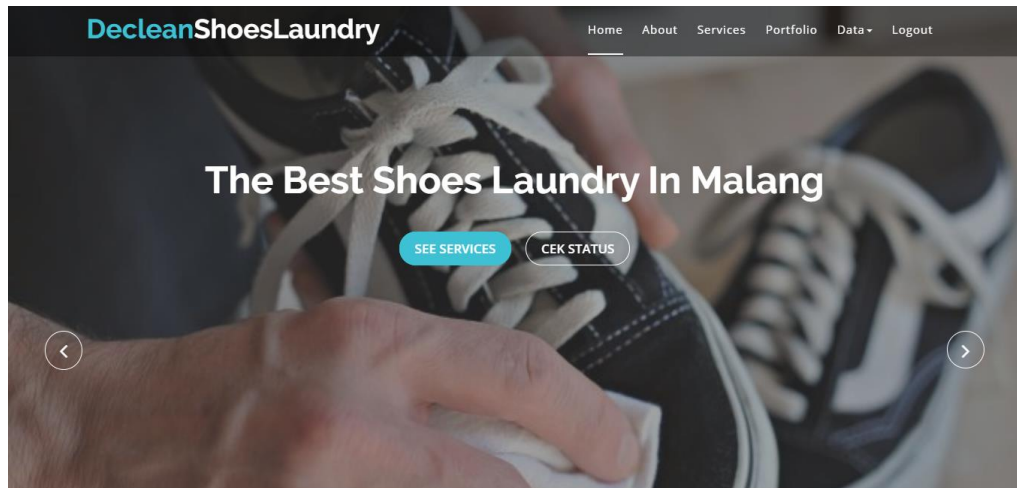 DecleanShoesLaundry
Home About Services Portfolio Data Logout
The Best Shoes Laundry In Malang
SEE SERVICES CEK STATUS